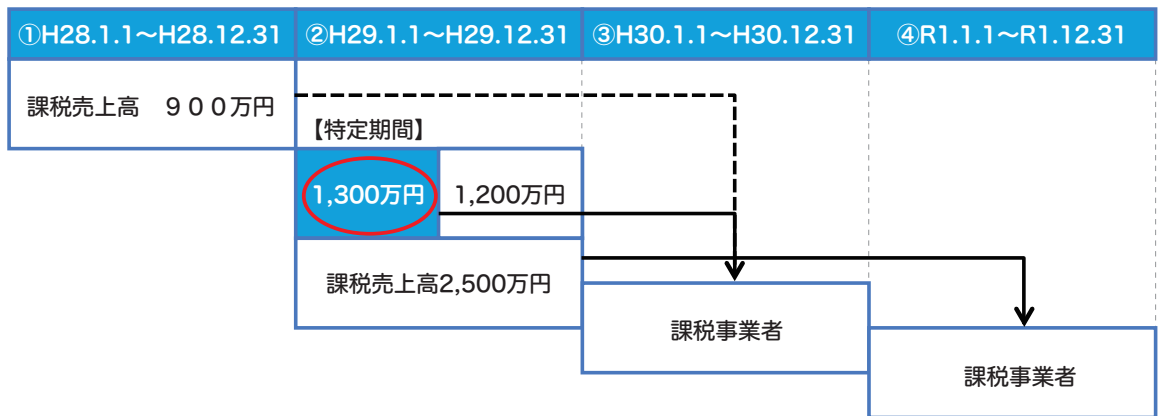 ①H28.1.1～H28.12.31 ②H29.1.1～H29.12.31 ③H30.1.1～H30.12.31 ④R1.1.1～R1.12.31
課税売上高　９００万円
【特定期間】
1,300万円 1,200万円
課税売上高2,500万円
課税事業者
課税事業者